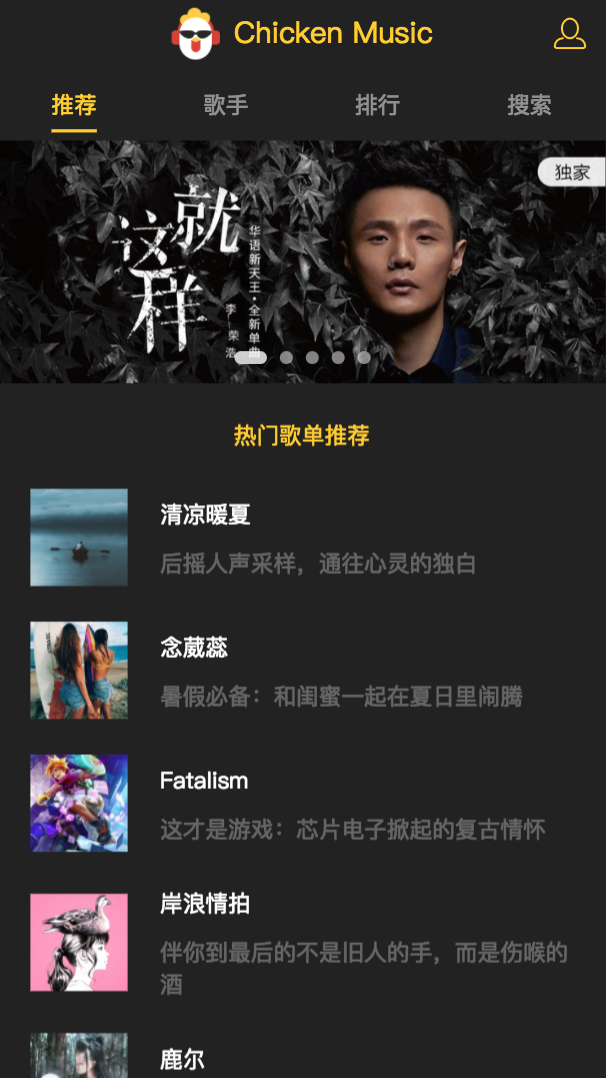 Chicken Music
推荐
歌手
排行
搜索
独家
就
这
样
华语新天王·全新单曲
李荣浩
热门歌单推荐
清凉暖夏
后摇人声采样，通往心灵的独白
念葳蕊
暑假必备：和闺蜜一起在夏日里闹腾
Fatalism
这才是游戏：芯片电子掀起的复古情怀
岸浪情拍
伴你到最后的不是旧人的手，而是伤喉的
酒
鹿尔